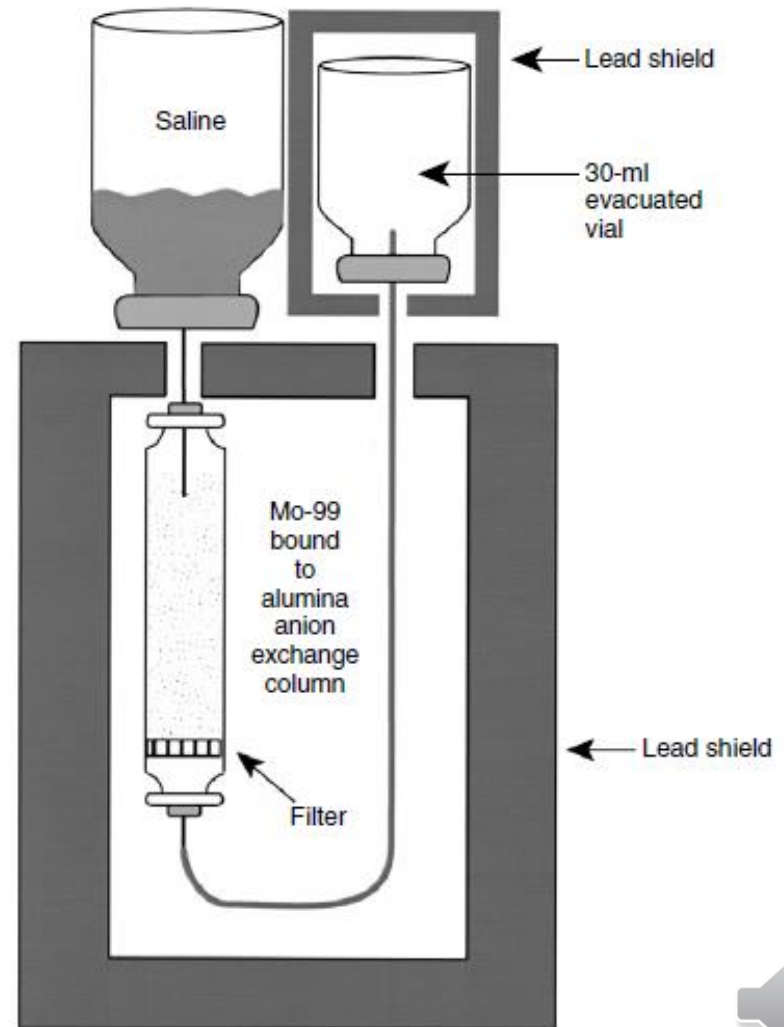 Saline
Lead shield
30-ml
evacuated
vial
Mo-99
bound
to
alumina
anion
exchange
column
Lead shield
Filter